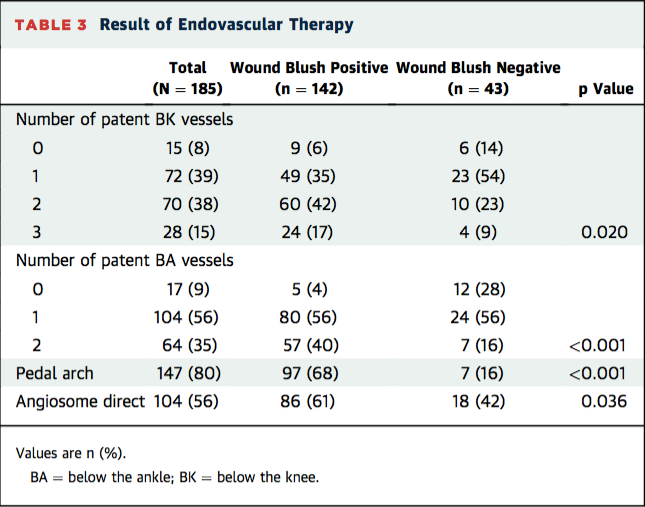 TABLE 3 Result of Endovascular Therapy
Total Wound Blush Positive Wound Blush Negative
(N = 185) (n = 142) (n = 43) p Value
Number of patent BK vessels
0 15 (8) 9 (6) 6 (14)
1 72 (39) 49 (35) 23 (54)
2 70 (38) 60 (42) 10 (23)
3 28 (15) 24 (17) 4 (9) 0.020
Number of patent BA vessels
0 17 (9) 5 (4) 12 (28)
1 104 (56) 80 (56) 24 (56)
2 64 (35) 57 (40) 7 (16) <0.001
Pedal arch 147 (80) 97 (68) 7 (16) <0.001
Angiosome direct 104 (56) 86 (61) 18 (42) 0.036
Values are n (%).
BA = below the ankle; BK = below the knee.